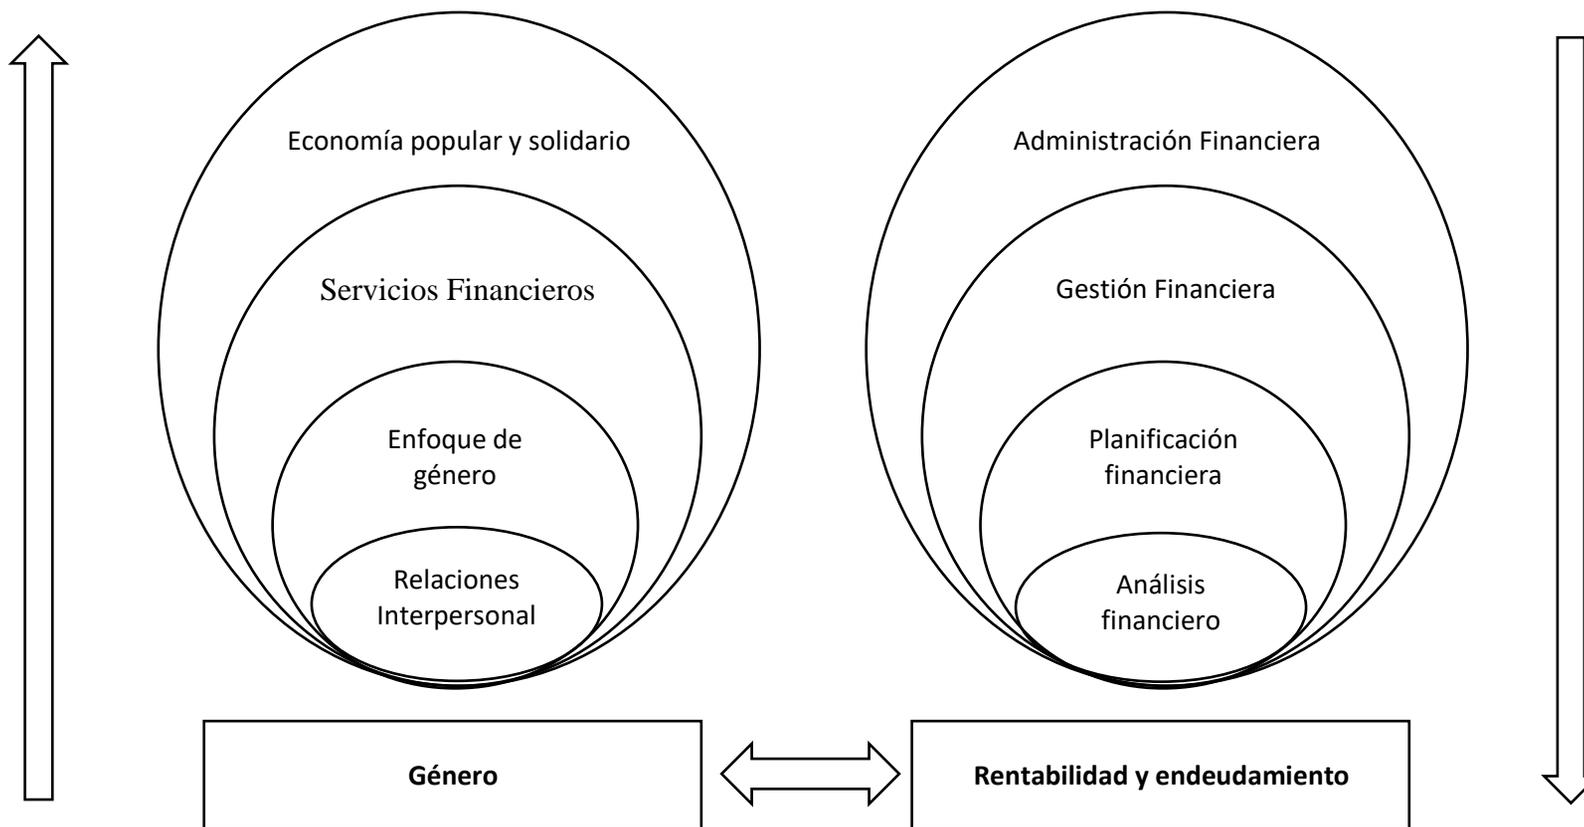 Economía popular y solidario
Servicios Financieros
Enfoque de
género
Relaciones
Interpersonal
Género
Administración Financiera
Gestión Financiera
Planificación
financiera
Análisis
financiero
Rentabilidad y endeudamiento